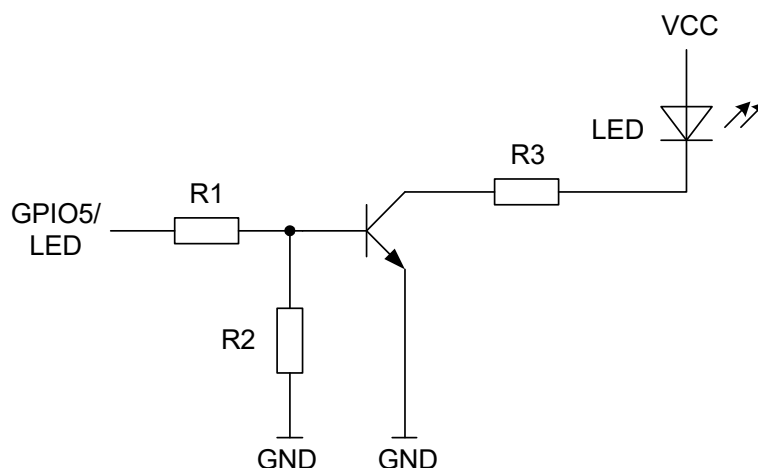 VCC
LED
R3
R1
GPIO5/
LED
R2
GND
GND